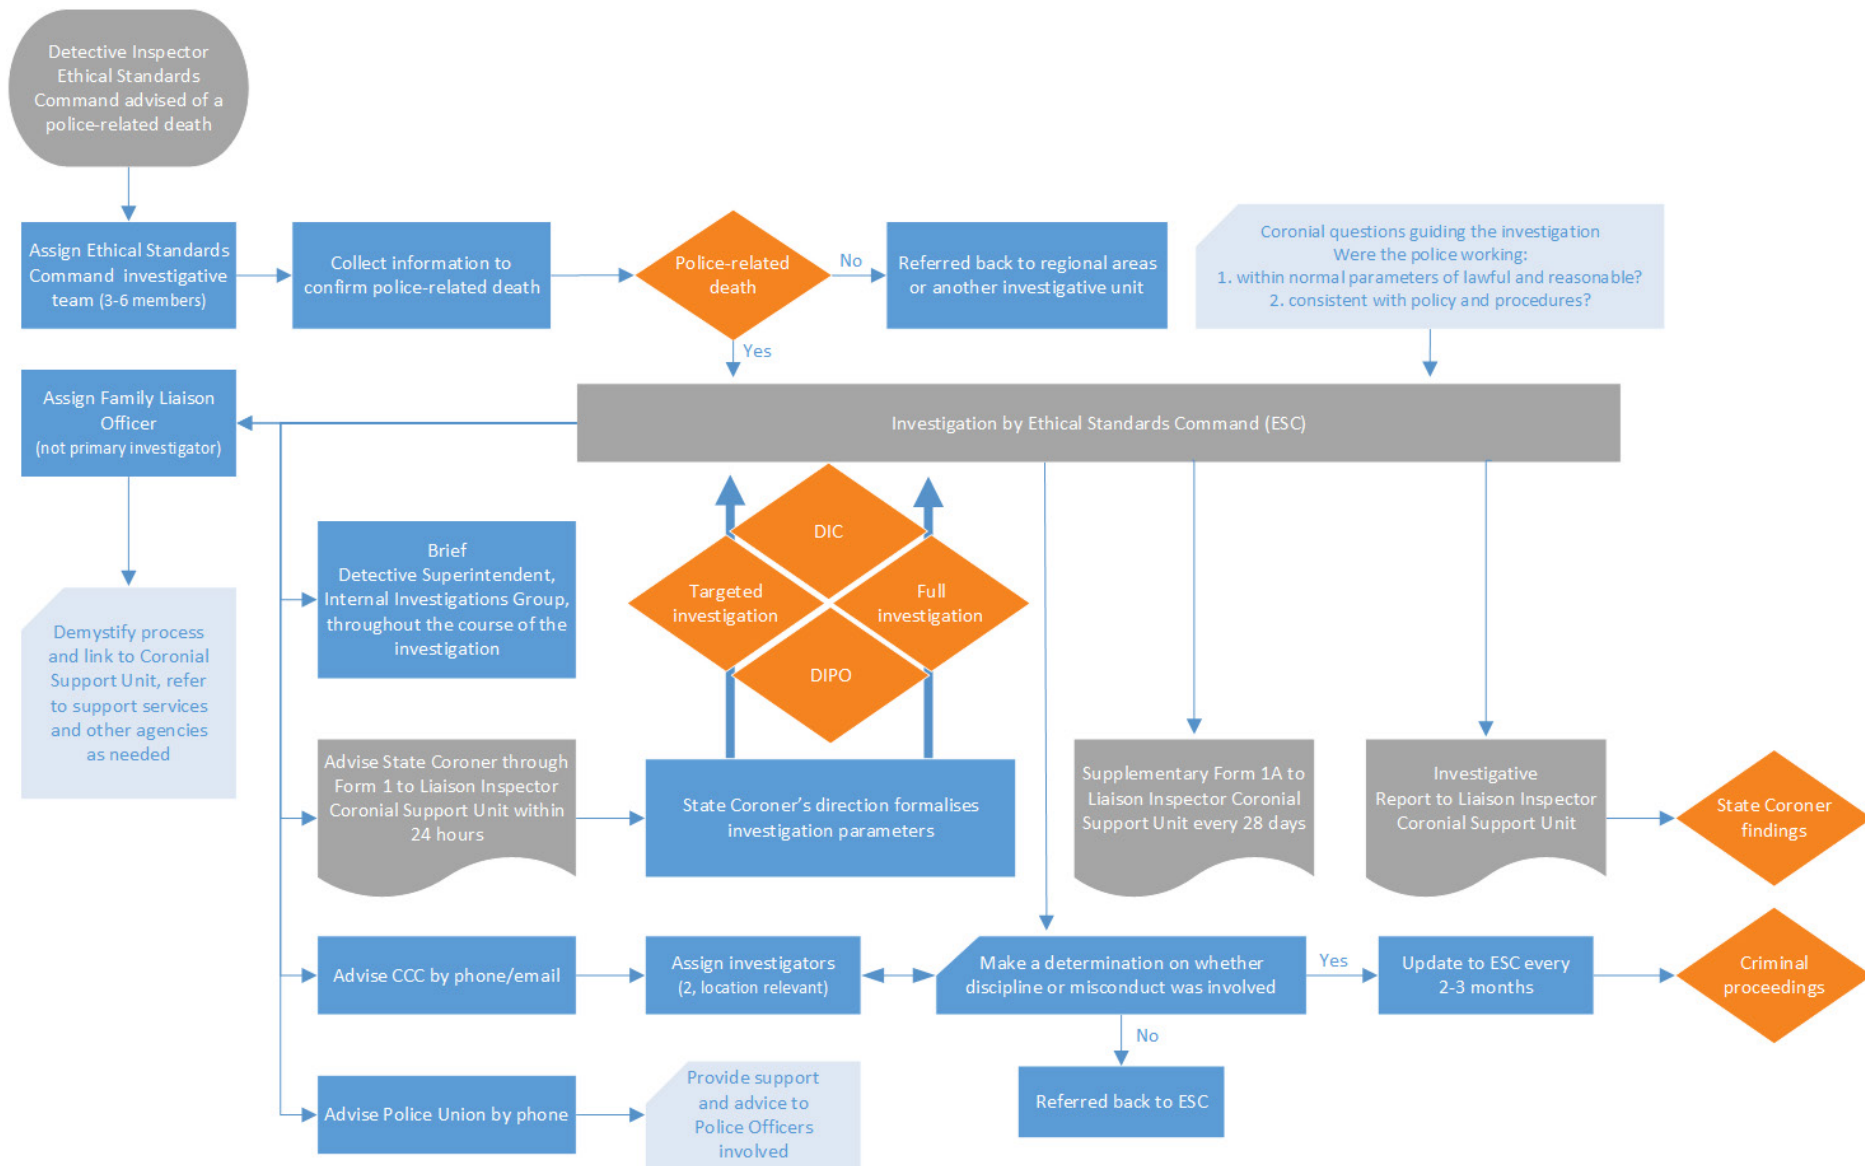 Detective Inspector
Ethical Standards
Command advised of a
police-related death
Assign Ethical Standards
Command investigative
team (3-6 members)
Collect information to
confirm police-related death
Police-related
death
No
Referred back to regional areas
or another investigative unit
Coronial questions guiding the investigation
Were the police working:
1. within normal parameters of lawful and reasonable?
2. consistent with policy and procedures?
Yes
Assign Family Liaison
Officer
(not primary investigator)
Investigation by Ethical Standards Command (ESC)
Demystify process
and link to Coronial
Support Unit, refer
to support services
and other agencies
as needed
Brief
Detective Superintendent,
Internal Investigations Group,
throughout the course of the
investigation
DIC
Targeted
investigation
Full
investigation
DIPO
Advise State Coroner through
Form 1 to Liaison Inspector
Coronial Support Unit within
24 hours
State Coroner’s direction formalises
investigation parameters
Supplementary Form 1A to
Liaison Inspector Coronial
Support Unit every 28 days
Investigative
Report to Liaison Inspector
Coronial Support Unit
State Coroner
findings
Advise CCC by phone/email
Assign investigators
(2, location relevant)
Make a determination on whether
discipline or misconduct was involved
Yes
Update to ESC every
2-3 months
Criminal
proceedings
No
Referred back to ESC
Advise Police Union by phone
Provide support
and advice to
Police Officers
involved